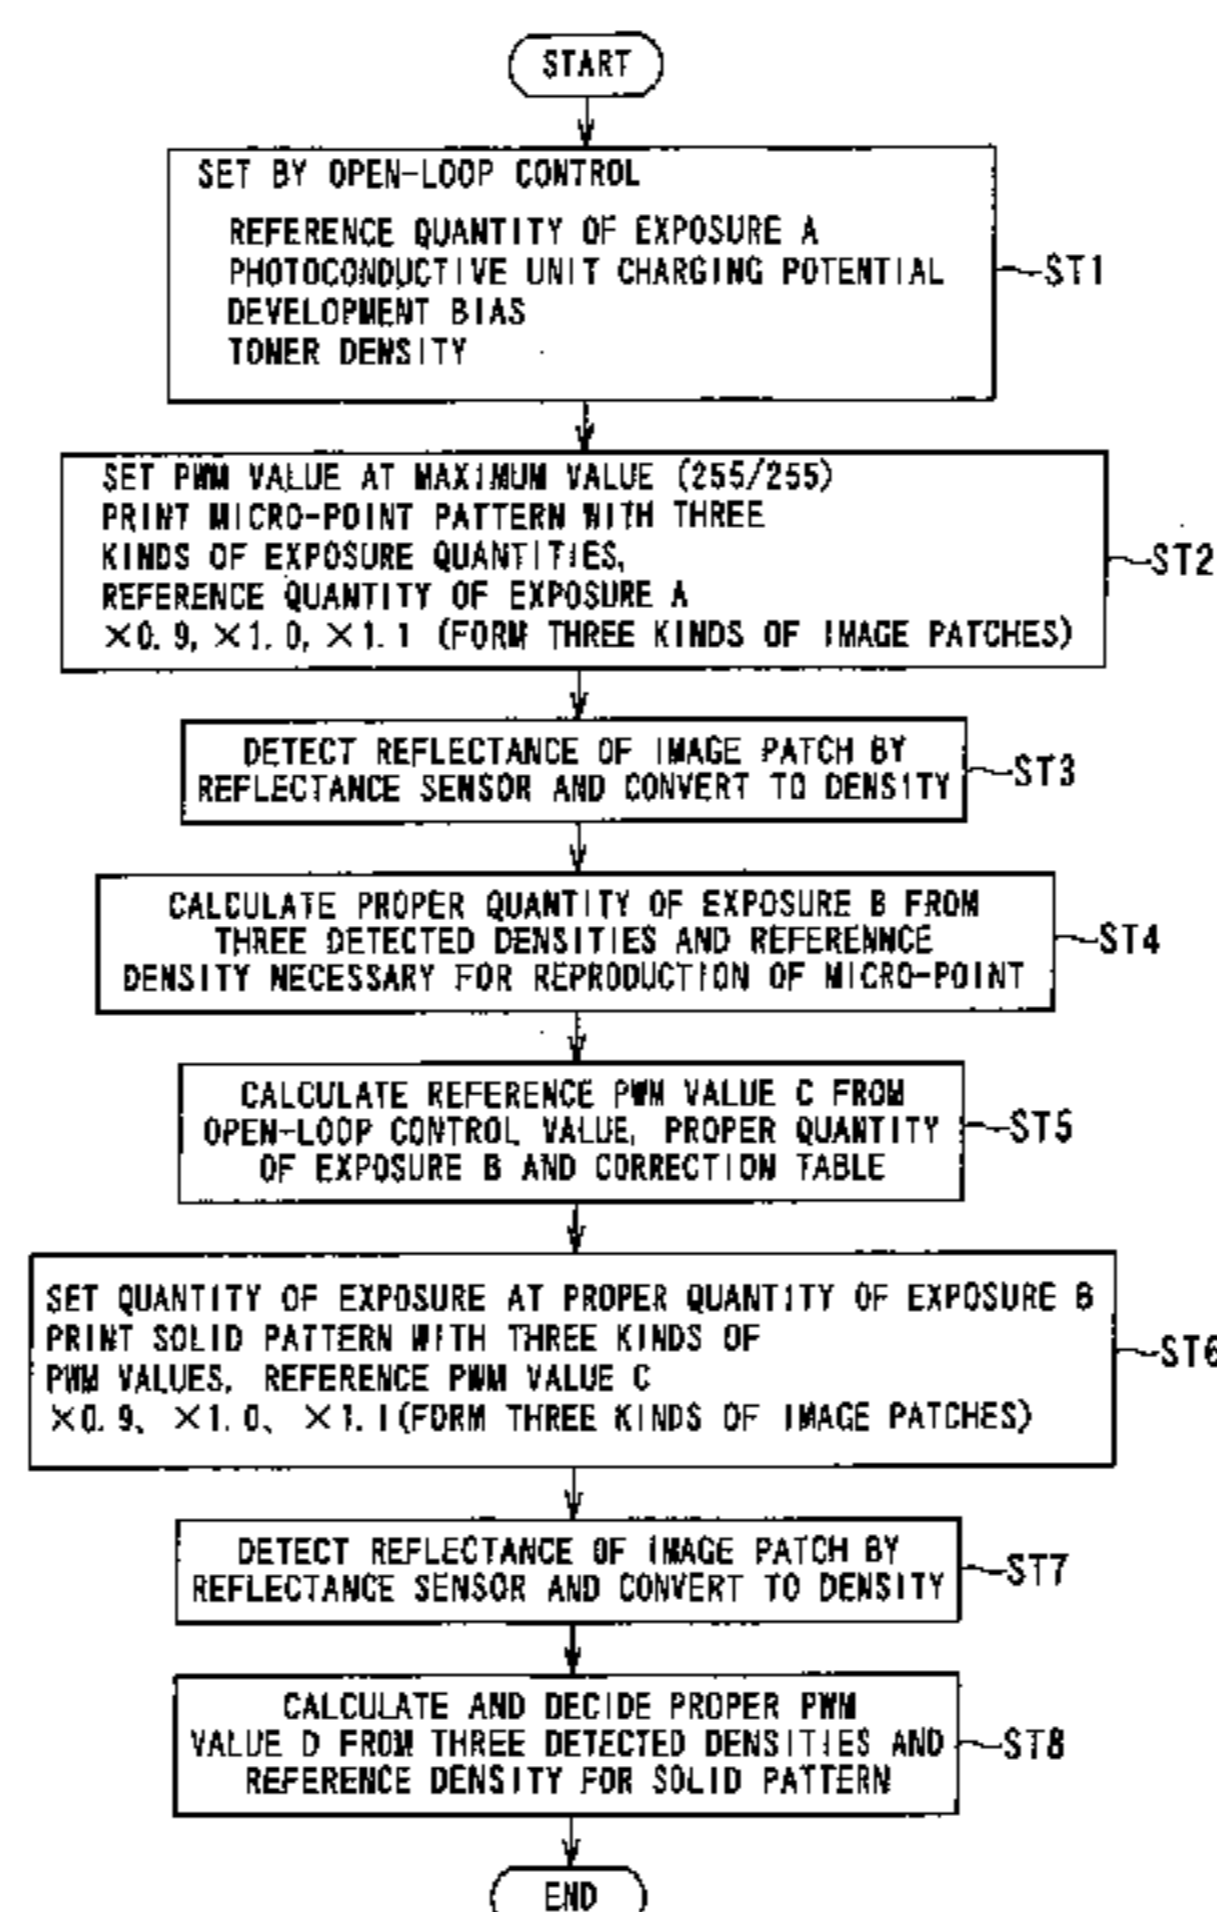 START
SET BY OPEN-LOOP CONTROL
REFERENCE QUANTITY OF EXPOSURE A
PHOTOCONDUCTIVE UNIT CHARGING POTENTIAL
DEVELOPMENT BIAS
TONER DENSITY
ST1
SET PWM VALUE AT MAXIMUM VALUE (255/255)
PRINT MICRO-POINT PATTERN WITH THREE
KINDS OF EXPOSURE QUANTITIES,
REFERENCE QUANTITY OF EXPOSURE A
×0.9, ×1.0, ×1.1 (FORM THREE KINDS OF IMAGE PATCHES)
ST2
DETECT REFLECTANCE OF IMAGE PATCH BY
REFLECTANCE SENSOR AND CONVERT TO DENSITY
ST3
CALCULATE PROPER QUANTITY OF EXPOSURE B FROM
THREE DETECTED DENSITIES AND REFERENNCE
DENSITY NECESSARY FOR REPRODUCTION OF MICRO-POINT
ST4
CALCULATE REFERENCE PWM VALUE C FROM
OPEN-LOOP CONTROL VALUE, PROPER QUANTITY
OF EXPOSURE B AND CORRECTION TABLE
ST5
SET QUANTITY OF EXPOSURE AT PROPER QUANTITY OF EXPOSURE B
PRINT SOLID PATTERN WITH THREE KINDS OF
PWM VALUES, REFERENCE PWM VALUE C
×0.9, ×1.0, ×1.1(FORM THREE KINDS OF IMAGE PATCHES)
ST6
DETECT REFLECTANCE OF IMAGE PATCH BY
REFLECTANCE SENSOR AND CONVERT TO DENSITY
ST7
CALCULATE AND DECIDE PROPER PWM
VALUE D FROM THREE DETECTED DENSITIES AND
REFERENCE DENSITY FOR SOLID PATTERN
ST8
END